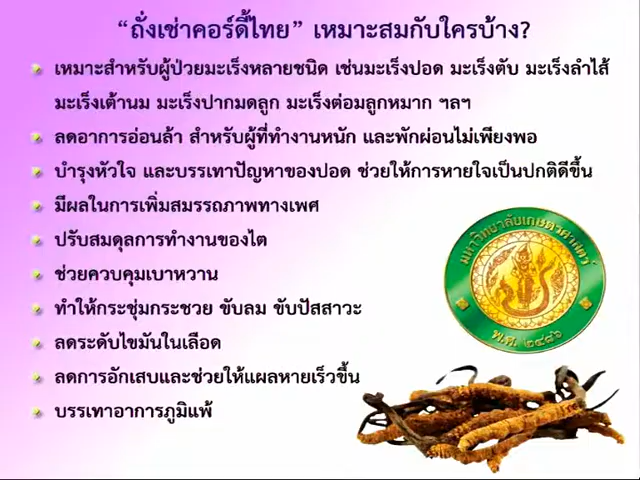 “ถั่งเช่าคอร์ดี้ไทย” เหมาะสมกับใครบ้าง?
เหมาะสำหรับผู้ป่วยมะเร็งหลายชนิด เช่นมะเร็งปอด มะเร็งตับ มะเร็งลำไส้
มะเร็งเต้านม มะเร็งปากมดลูก มะเร็งต่อมลูกหมาก ฯลฯ
ลดอาการอ่อนล้า สำหรับผู้ที่ทำงานหนัก และพักผ่อนไม่เพียงพอ
บำรุงหัวใจ และบรรเทาปัญหาของปอด ช่วยให้การหายใจเป็นปกติดีขึ้น
มีผลในการเพิ่มสมรรถภาพทางเพศ
ปรับสมดุลการทำงานของไต
ช่วยควบคุมเบาหวาน
ทำให้กระชุ่มกระชวย ขับลม ขับปัสสาวะ
ลดระดับไขมันในเลือด
ลดการอักเสบและช่วยให้แผลหายเร็วขึ้น
บรรเทาอาการภูมิแพ้
มหาวิทยาลัยเกษตรศาสตร์
พ.ศ. ๒๔๘๖